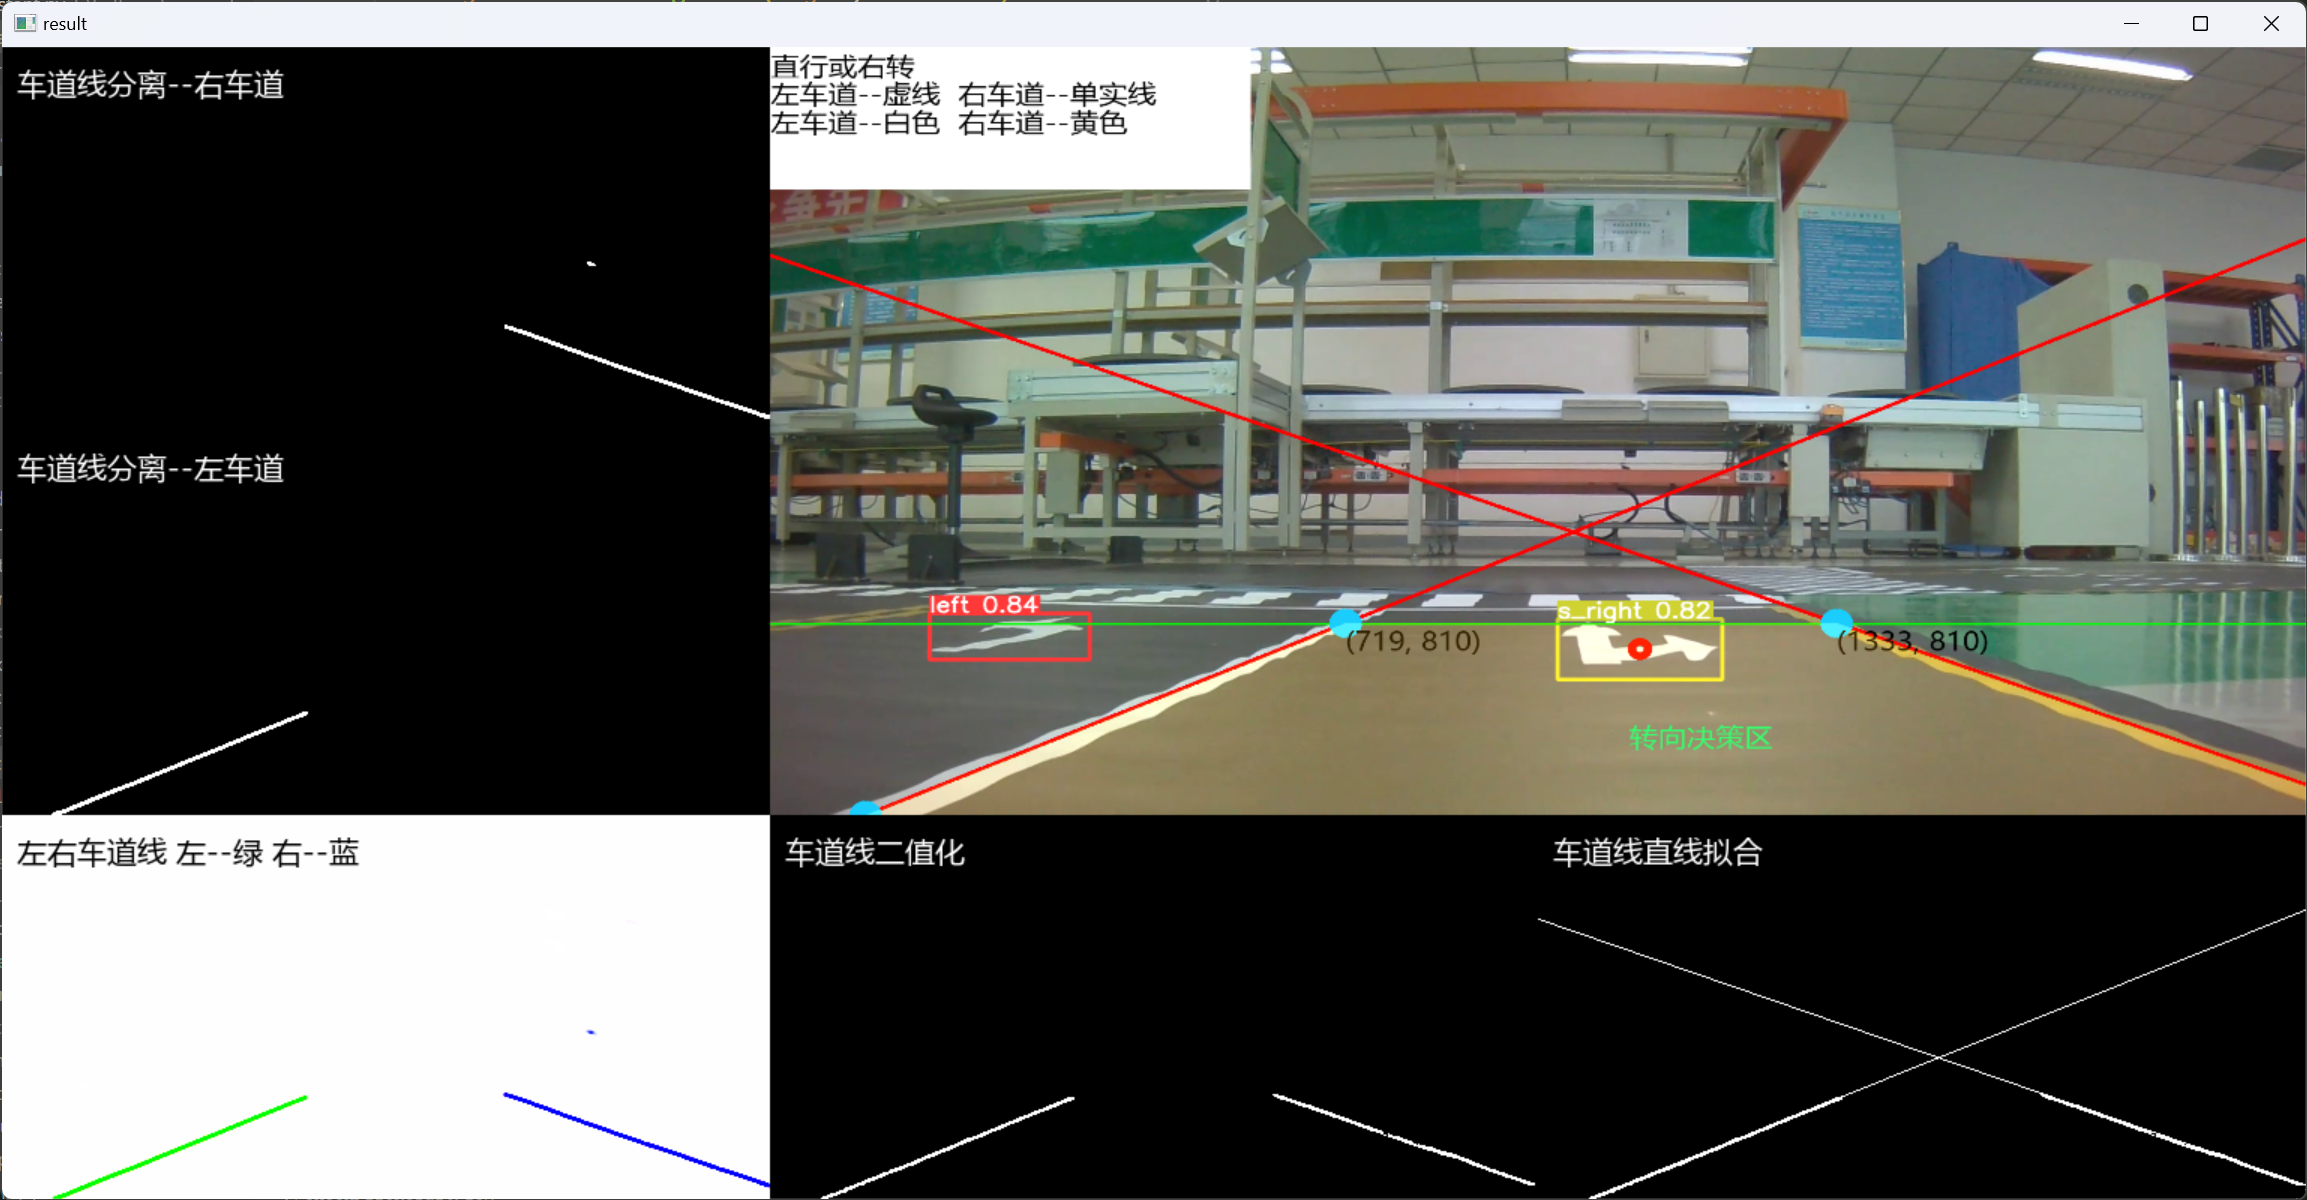 result
车道线分离--右车道
直行或右转
左车道--虚线 右车道--单实线
左车道--白色 右车道--黄色
车道线分离--左车道
left 0.84
s_right 0.82
(719, 810)
(1333, 810)
转向决策区
左右车道线 左--绿 右--蓝
车道线二值化
车道线直线拟合